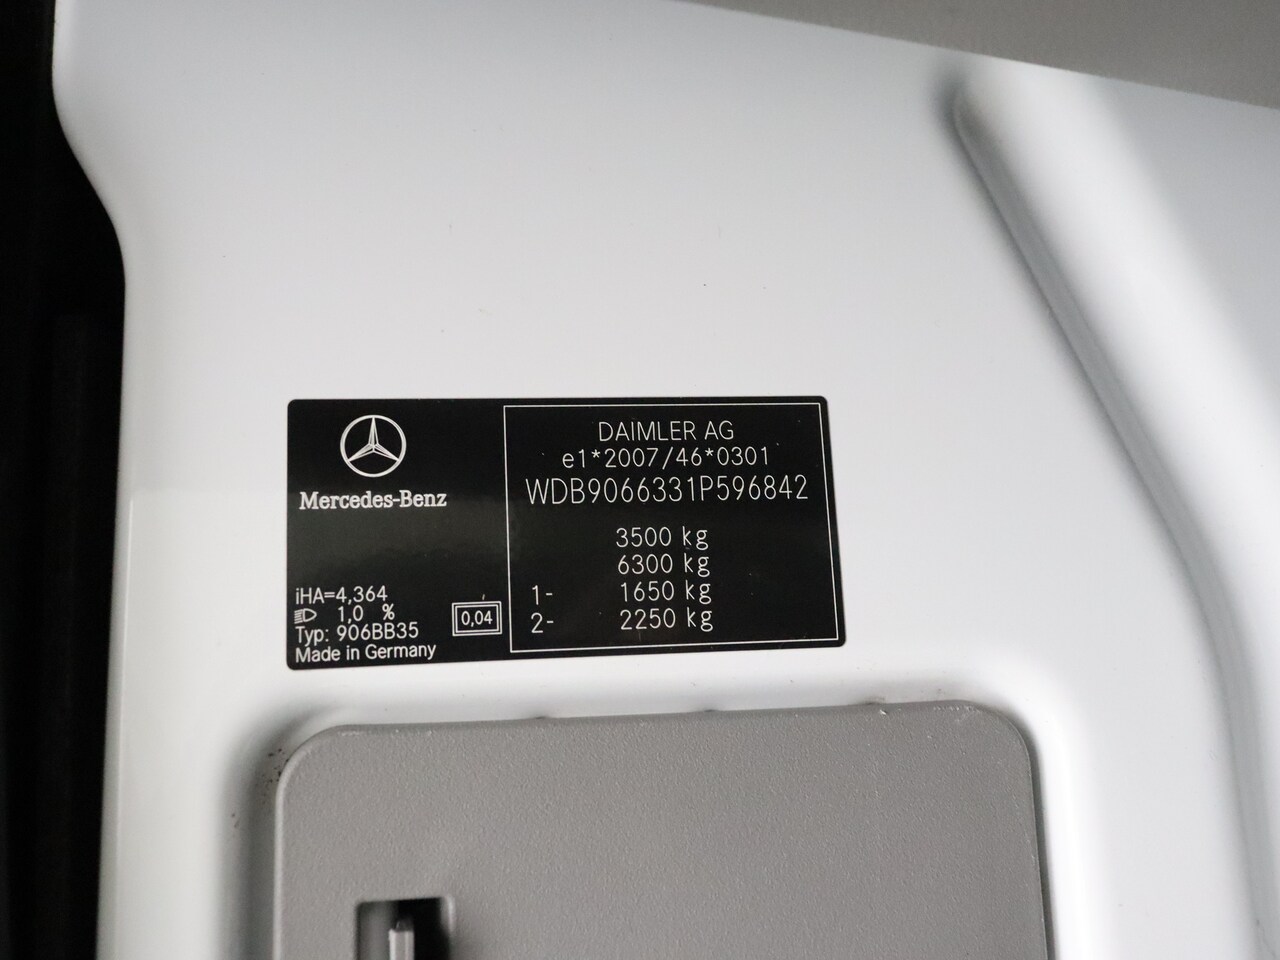 Mercedes-Benz
iHA=4,364
1,0 %
Typ: 906BB35
Made in Germany
0,04
DAIMLER AG
e1*2007/46*0301
WDB9066331P596842
3500 kg
6300 kg
1- 1650 kg
2- 2250 kg